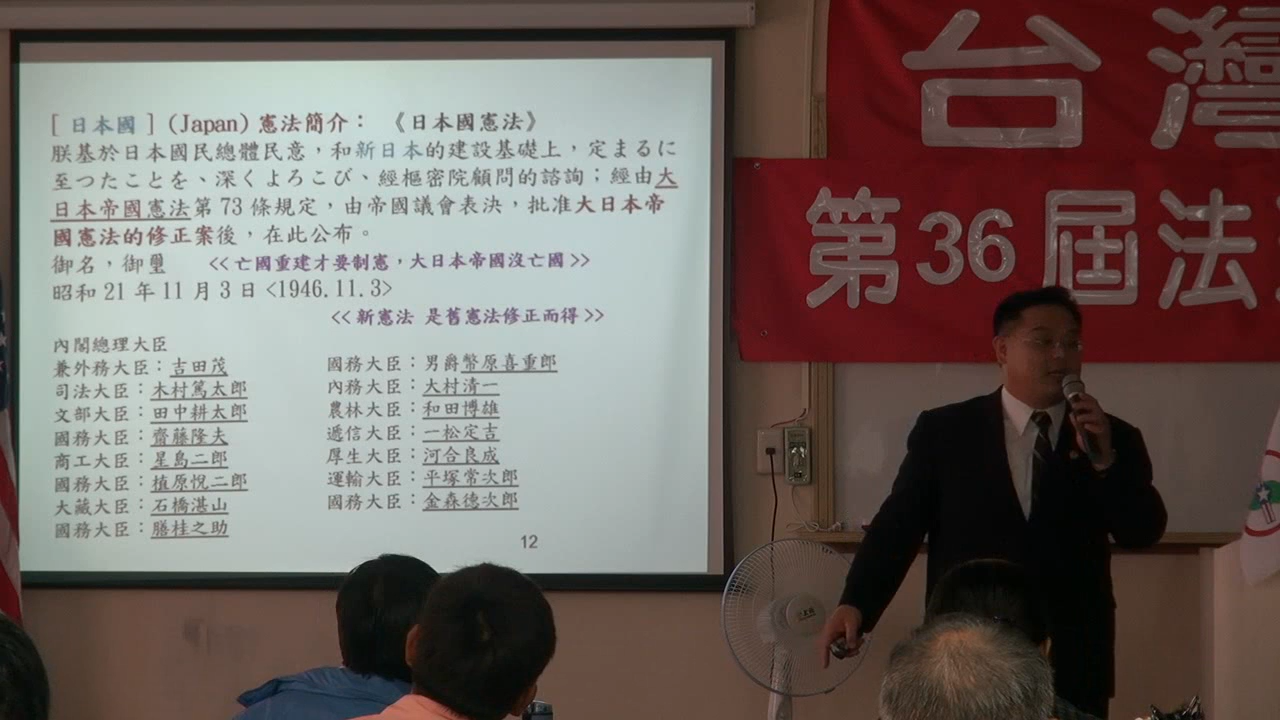 [ 日本國 ] (Japan) 憲法簡介： 《日本國憲法》
朕基於日本國民總體民意，和新日本的建設基礎上，定まるに
至つたことを、深くよろこび、經樞密院顧問的諮詢；經由大
日本帝國憲法第 73 條規定，由帝國議會表決，批准大日本帝
國憲法的修正案後，在此公布。
御名，御璽 <<亡國重建才要制憲，大日本帝國沒亡國>>
昭和 21 年 11 月 3 日 <1946.11.3>
<<新憲法 是舊憲法修正而得>>
內閣總理大臣
兼外務大臣：吉田茂 國務大臣：男爵幣原喜重郎
司法大臣：木村篤太郎 內務大臣：大村清一
文部大臣：田中耕太郎 農林大臣：和田博雄
國務大臣：齋藤隆夫 遞信大臣：一松定吉
商工大臣：星島二郎 厚生大臣：河合良成
國務大臣：植原悅二郎 運輸大臣：平塚常次郎
大藏大臣：石橋湛山 國務大臣：金森德次郎
國務大臣：膳桂之助
12
台灣
第36屆法